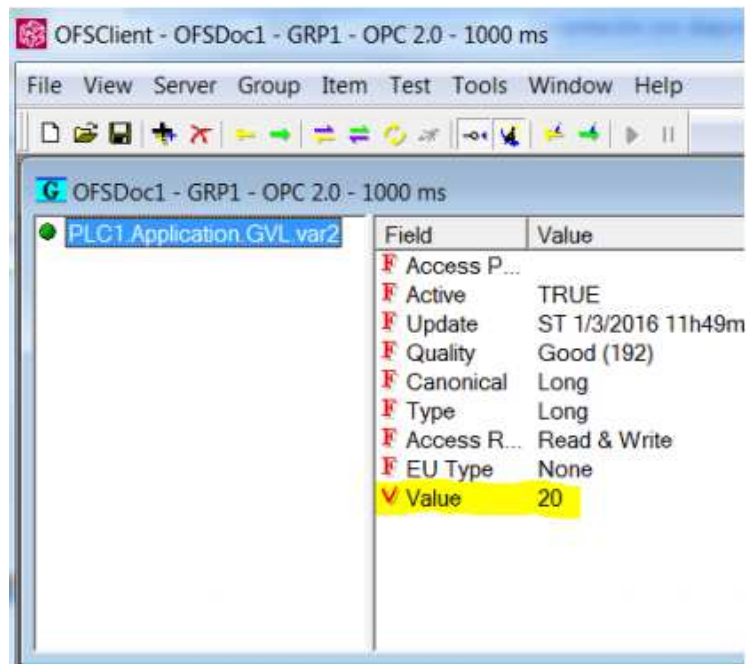 OFSClient - OFSDoc1 - GRP1 - OPC 2.0 - 1000 ms
File View Server Group Item Test Tools Window Help
G OFSDoc1 - GRP1 - OPC 2.0 - 1000 ms
PLC1.Application.GVL.var2
Field Value
F Access P...
F Active TRUE
F Update ST 1/3/2016 11h49m
F Quality Good (192)
F Canonical Long
F Type Long
F Access R... Read & Write
F EU Type None
V Value 20